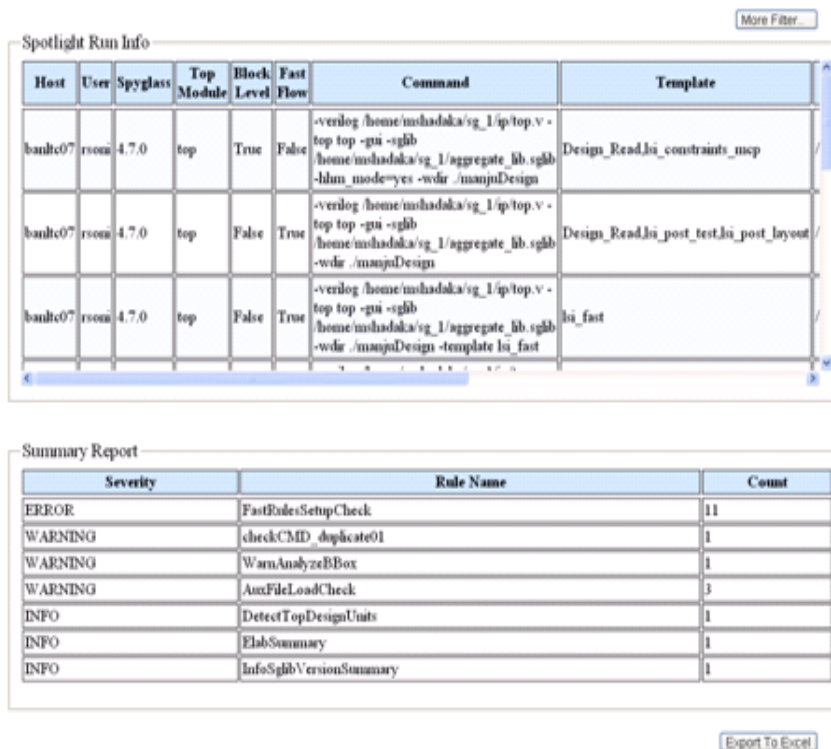 More Filter...
Spotlight Run Info
Host User Spyglass Top Module Block Level Fast Flow Command Template
banltc07 rsoni 4.7.0 top True False -verilog /home/mshadaka/sg_1/ip/top.v -
top top -gui -sglib
/home/mshadaka/sg_1/aggregate_lib.sglib
-hhm_mode=yes -wdir ./manjuDesign
Design_Read,lsi_constraints_mcp /
banltc07 rsoni 4.7.0 top False True -verilog /home/mshadaka/sg_1/ip/top.v -
top top -gui -sglib
/home/mshadaka/sg_1/aggregate_lib.sglib
-wdir ./manjuDesign
Design_Read,lsi_post_test,lsi_post_layout /
banltc07 rsoni 4.7.0 top False True -verilog /home/mshadaka/sg_1/ip/top.v -
top top -gui -sglib
/home/mshadaka/sg_1/aggregate_lib.sglib
-wdir ./manjuDesign -template lsi_fast
lsi_fast /
Summary Report
Severity Rule Name Count
ERROR FastRulesSetupCheck 11
WARNING checkCMD_duplicate01 1
WARNING WarnAnalyzeBBox 1
WARNING AuxFileLoadCheck 3
INFO DetectTopDesignUnits 1
INFO ElabSummary 1
INFO InfoSglibVersionSummary 1
Export To Excel